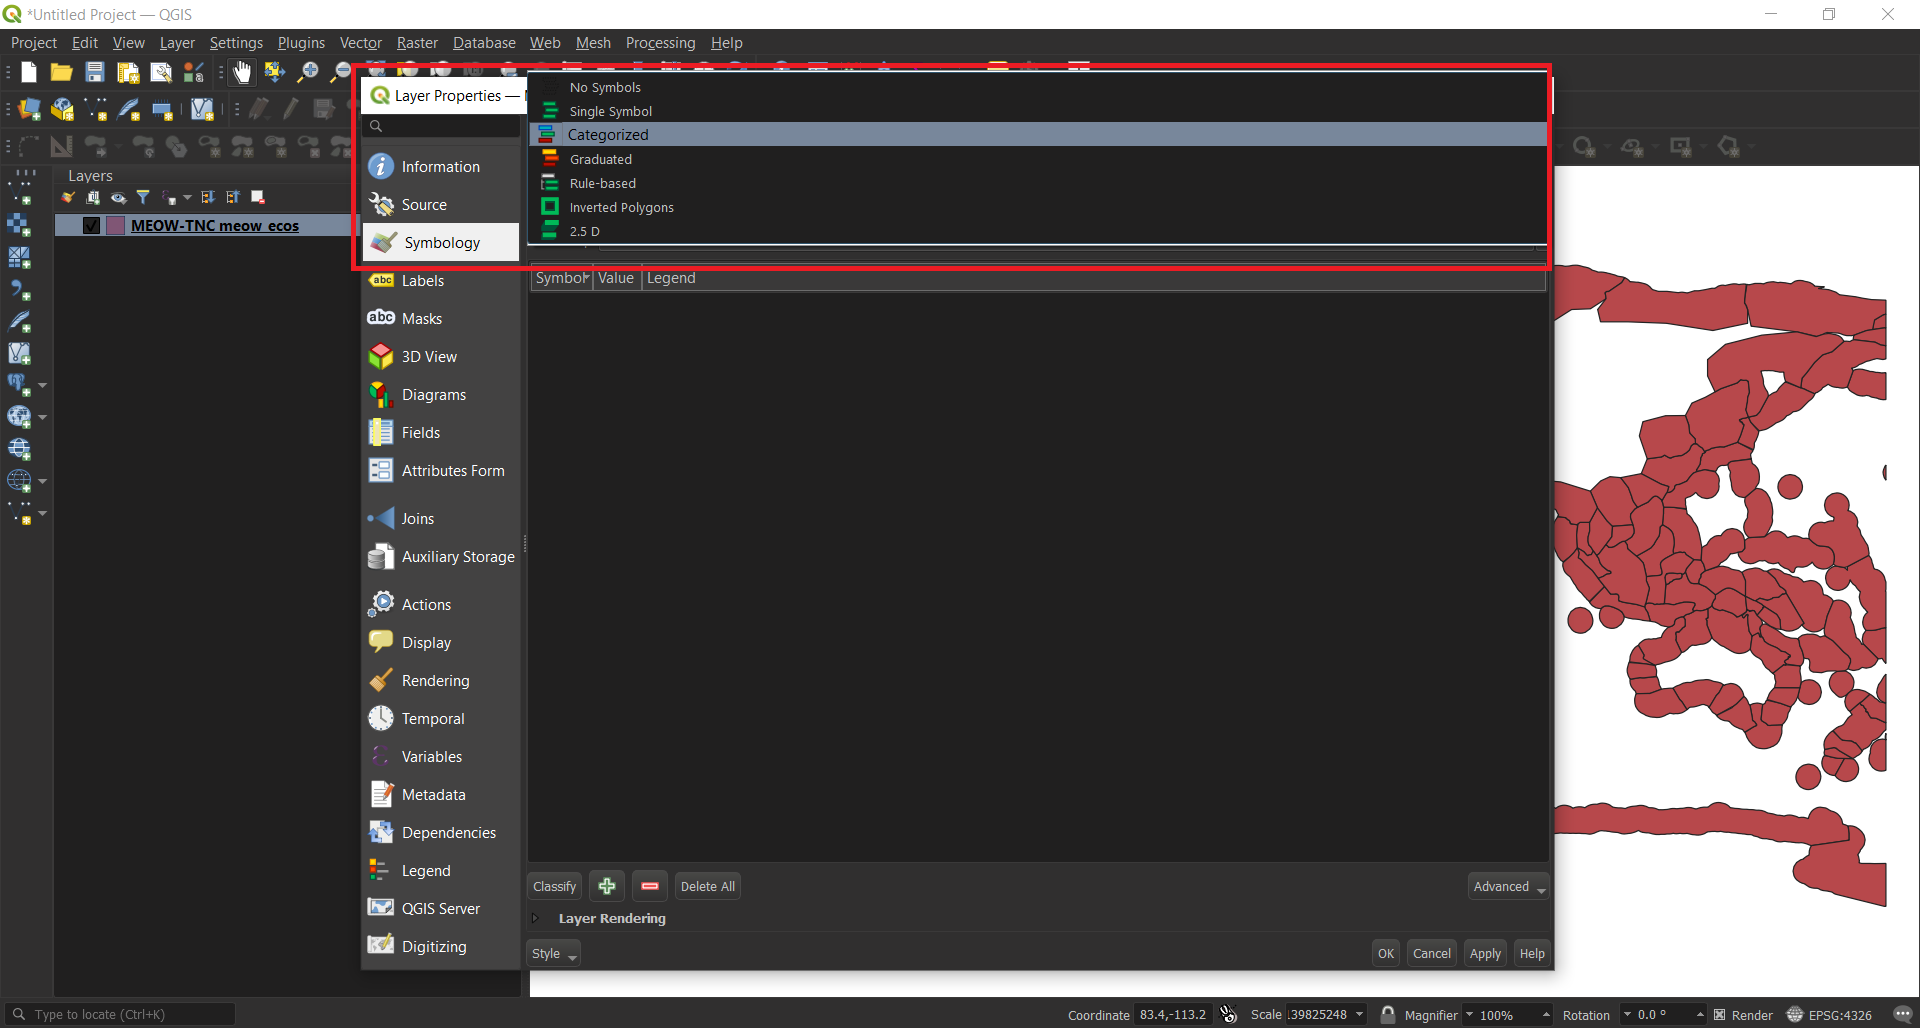 *Untitled Project — QGIS
Project Edit View Layer Settings Plugins Vector Raster Database Web Mesh Processing Help
Layer Properties —
No Symbols
Single Symbol
Categorized
Graduated
Rule-based
Inverted Polygons
2.5 D
Layers
MEOW-TNC meow_ecos
Information
Source
Symbology
Labels
Masks
3D View
Diagrams
Fields
Attributes Form
Joins
Auxiliary Storage
Actions
Display
Rendering
Temporal
Variables
Metadata
Dependencies
Legend
QGIS Server
Digitizing
Symbol Value Legend
Classify Delete All Advanced
Layer Rendering
Style OK Cancel Apply Help
Type to locate (Ctrl+K) Coordinate 83.4,-113.2 Scale 139825248 Magnifier 100% Rotation 0.0 ° Render EPSG:4326